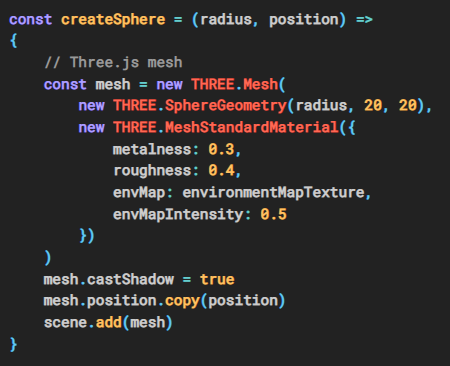 const createSphere = (radius, position) =>
{
    // Three.js mesh
    const mesh = new THREE.Mesh(
        new THREE.SphereGeometry(radius, 20, 20),
        new THREE.MeshStandardMaterial({
            metalness: 0.3,
            roughness: 0.4,
            envMap: environmentMapTexture,
            envMapIntensity: 0.5
        })
    )
    mesh.castShadow = true
    mesh.position.copy(position)
    scene.add(mesh)
}